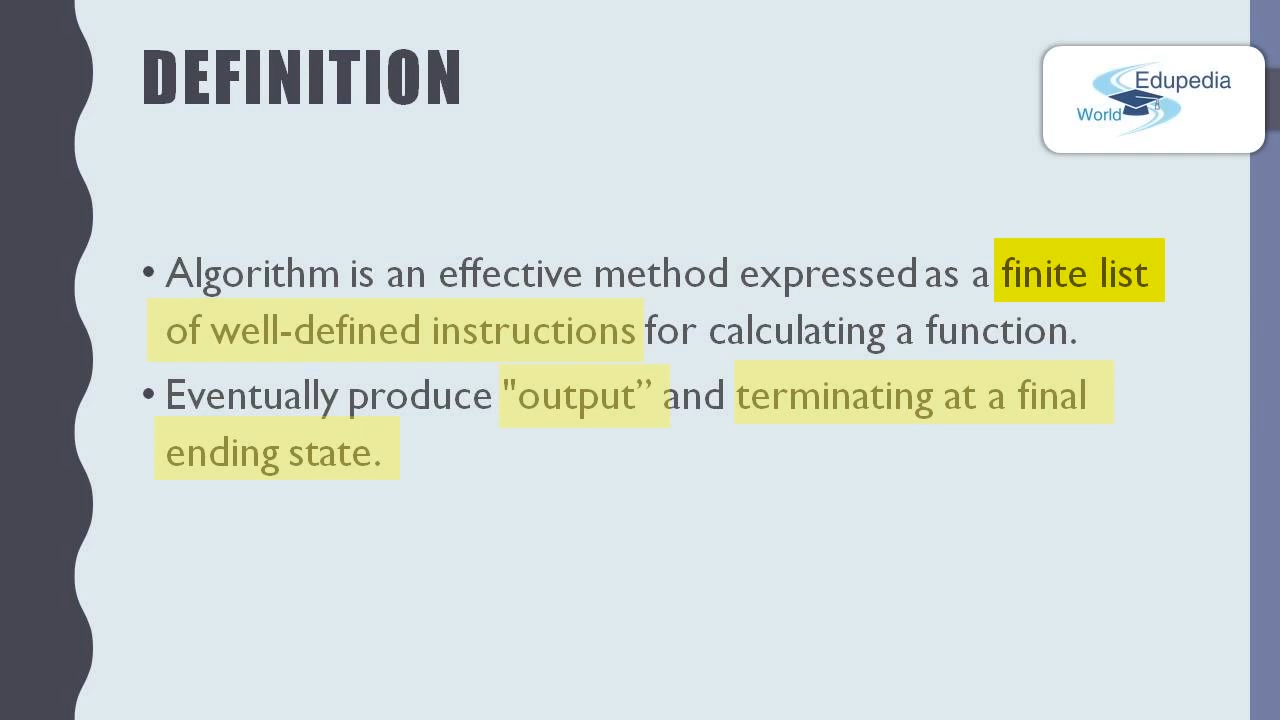 DEFINITION
Edupedia
World
• Algorithm is an effective method expressed as a finite list
of well-defined instructions for calculating a function.
• Eventually produce "output” and terminating at a final
ending state.